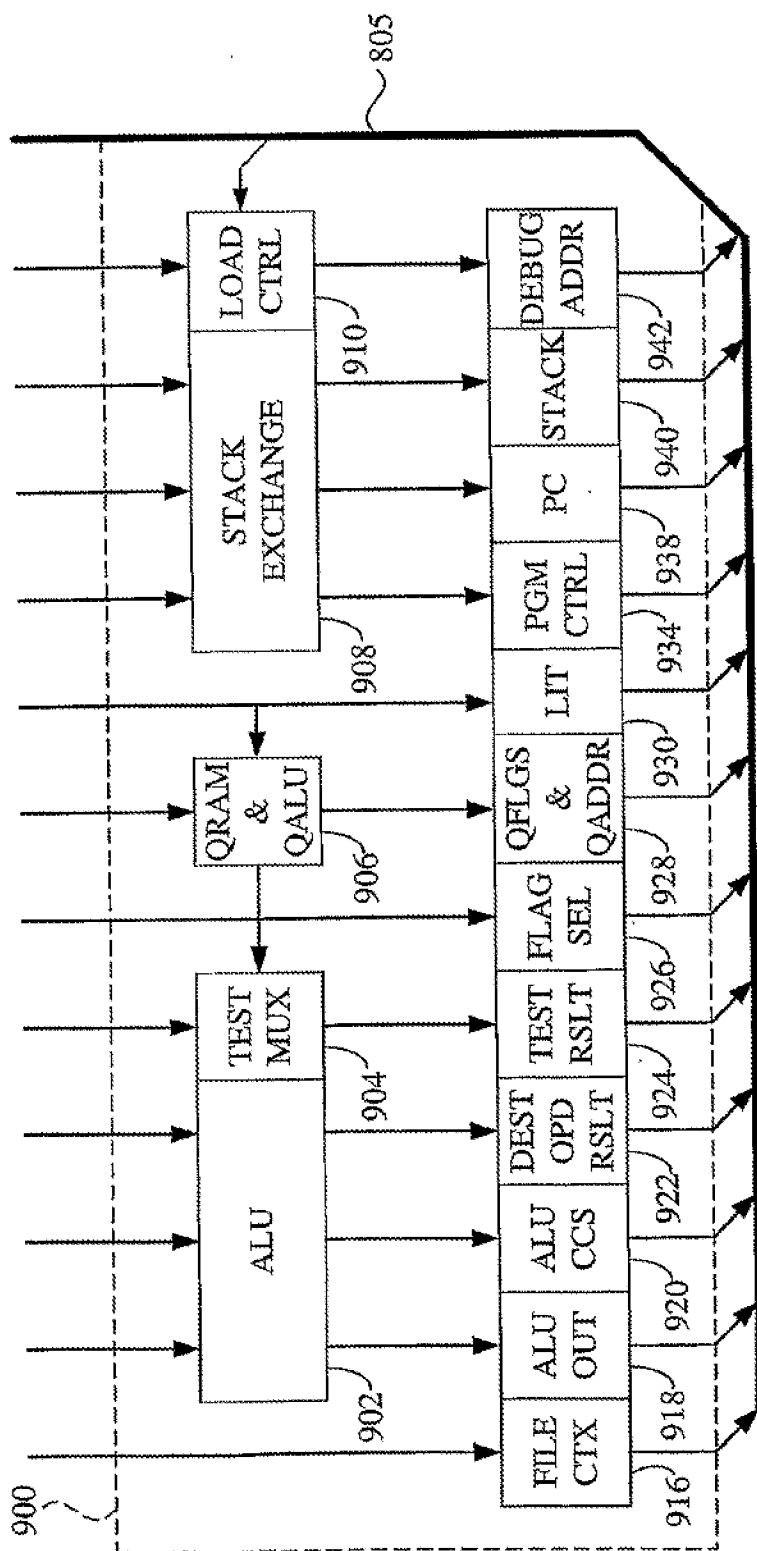 900
805
ALU
TEST
MUX
QRAM
&
QALU
STACK
EXCHANGE
LOAD
CTRL
902
904
906
908
910
FILE
CTX
ALU
OUT
ALU
CCS
DEST
OPD
RSLT
TEST
RSLT
FLAG
SEL
QFLGS
&
QADDR
LIT
PGM
CTRL
PC
STACK
DEBUG
ADDR
916
918
920
922
924
926
928
930
934
938
940
942